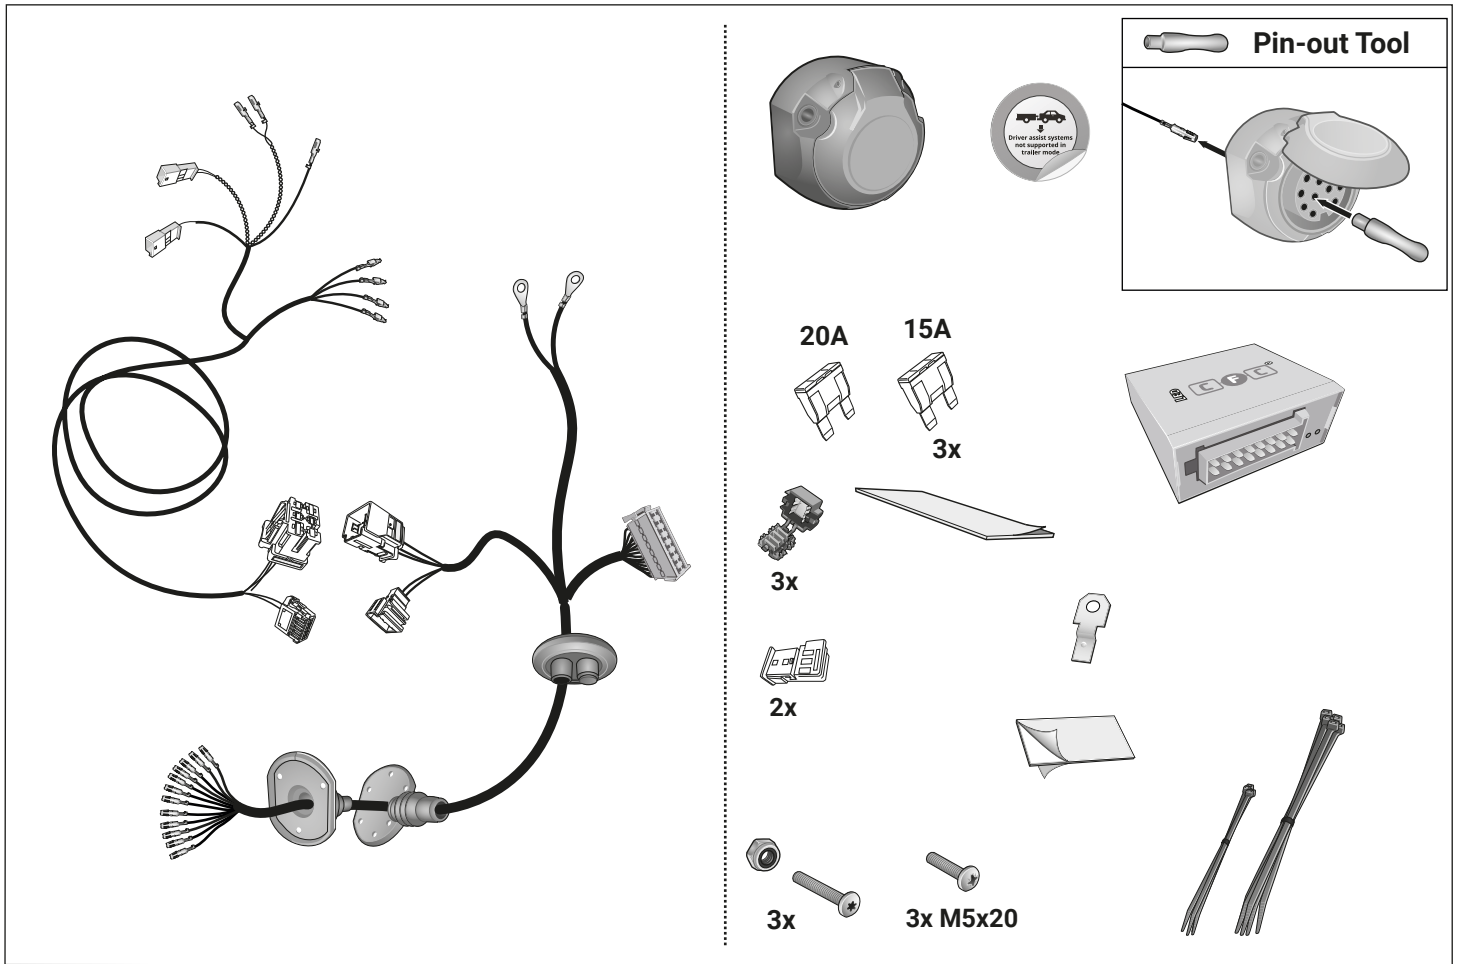 Pin-out Tool
Driver assist systems
not supported in
trailer mode
20A
15A
3x
C F C
3x
2x
3x
3x M5x20